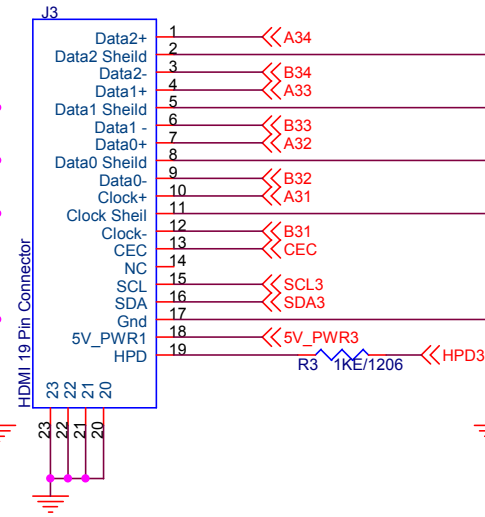 J3
Data2+ 1 A34
Data2 Sheild 2
Data2- 3 B34
Data1+ 4 A33
Data1 Sheild 5
Data1 - 6 B33
Data0+ 7 A32
Data0 Sheild 8
Data0- 9 B32
Clock+ 10 A31
Clock Sheil 11
Clock- 12 B31
CEC 13 CEC
NC 14
SCL 15 SCL3
SDA 16 SDA3
Gnd 17
5V_PWR1 18 5V_PWR3
HPD 19 HPD3
R3 1KE/1206
HDMI 19 Pin Connector
23 22 21 20
23 22 21 20